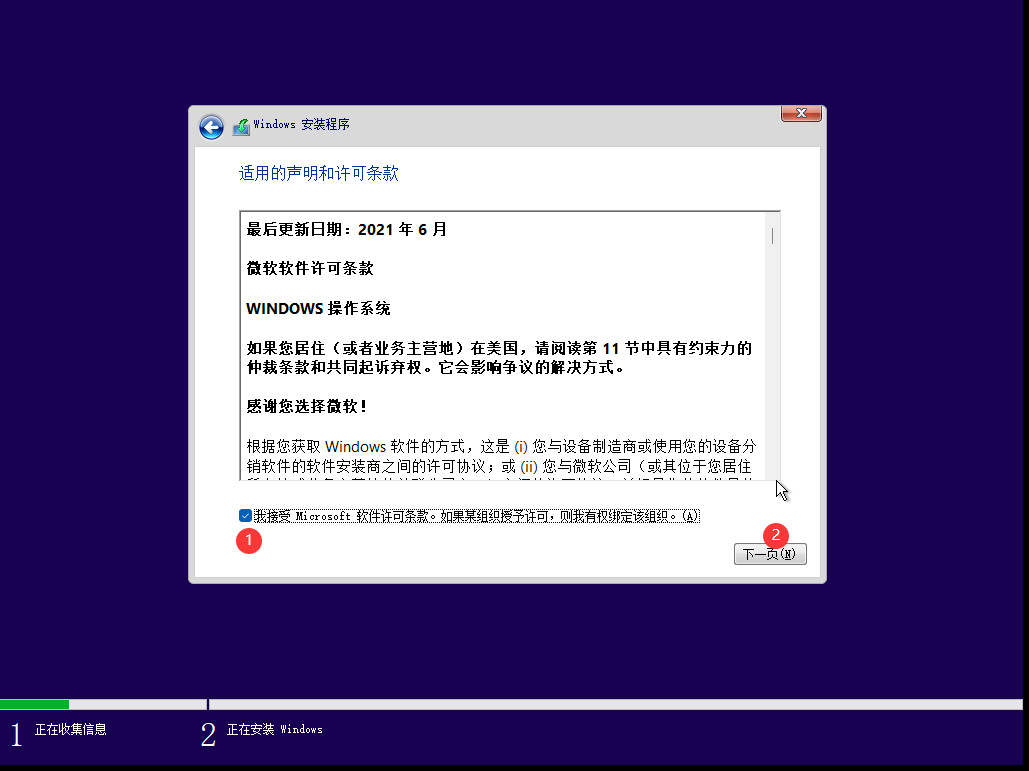 Windows 安装程序
适用的声明和许可条款
最后更新日期：2021 年 6 月
微软软件许可条款
WINDOWS 操作系统
如果您居住（或者业务主营地）在美国，请阅读第 11 节中具有约束力的
仲裁条款和共同起诉弃权。它会影响争议的解决方式。
感谢您选择微软！
根据您获取 Windows 软件的方式，这是 (i) 您与设备制造商或使用您的设备分
销软件的软件安装商之间的许可协议；或 (ii) 您与微软公司（或其位于您居住
我接受 Microsoft 软件许可条款。如果某组织授予许可，则我有权绑定该组织。(A)
1
2
下一页(N)
1 正在收集信息
2 正在安装 Windows